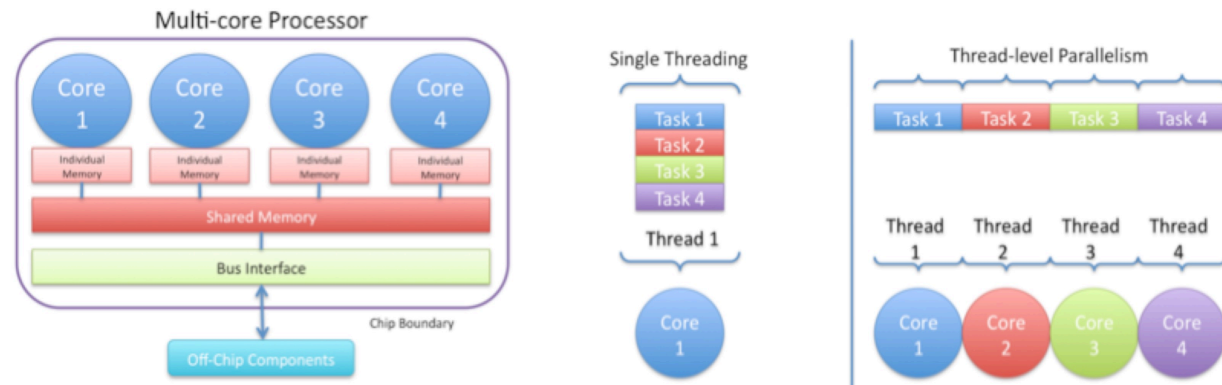 Multi-core Processor
Core
1
Core
2
Core
3
Core
4
Individual
Memory
Individual
Memory
Individual
Memory
Individual
Memory
Shared Memory
Bus Interface
Chip Boundary
Off-Chip Components
Single Threading
Task 1
Task 2
Task 3
Task 4
Thread 1
Core
1
Thread-level Parallelism
Task 1 Task 2 Task 3 Task 4
Thread
1
Thread
2
Thread
3
Thread
4
Core
1
Core
2
Core
3
Core
4